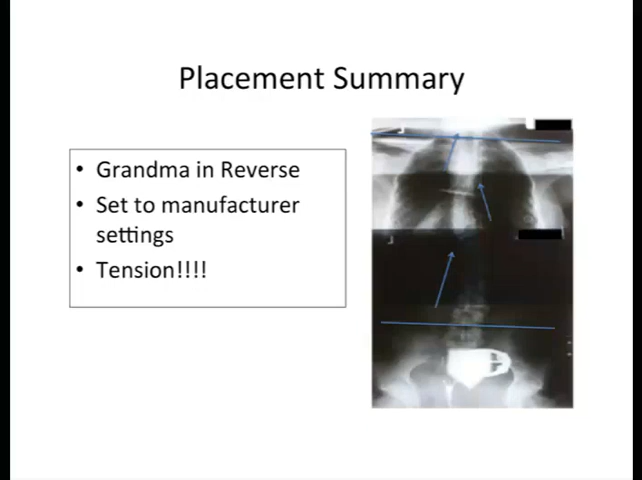 Placement Summary
• Grandma in Reverse
• Set to manufacturer
settings
• Tension!!!!